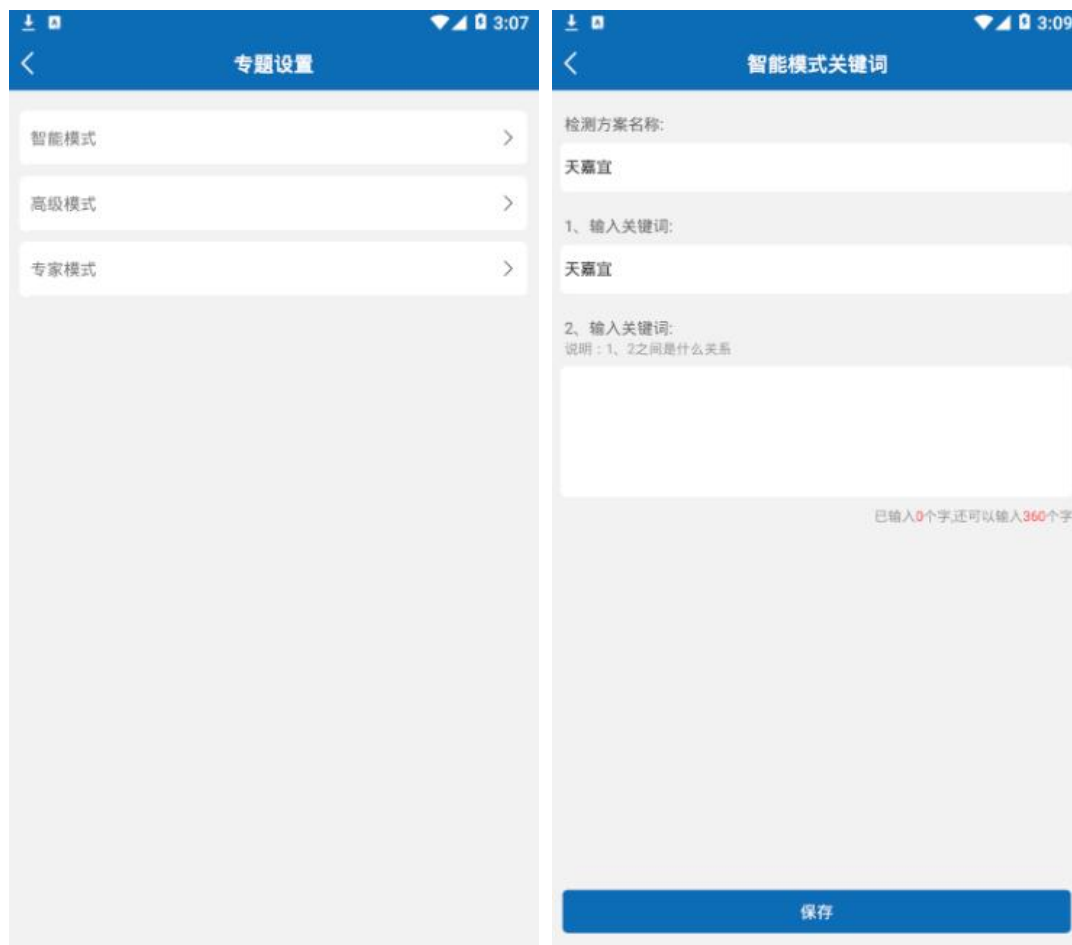 3:07
专题设置
智能模式
高级模式
专家模式
3:09
智能模式关键词
检测方案名称:
天嘉宜
1、输入关键词:
天嘉宜
2、输入关键词:
说明：1、2之间是什么关系
已输入0个字,还可以输入360个字
保存